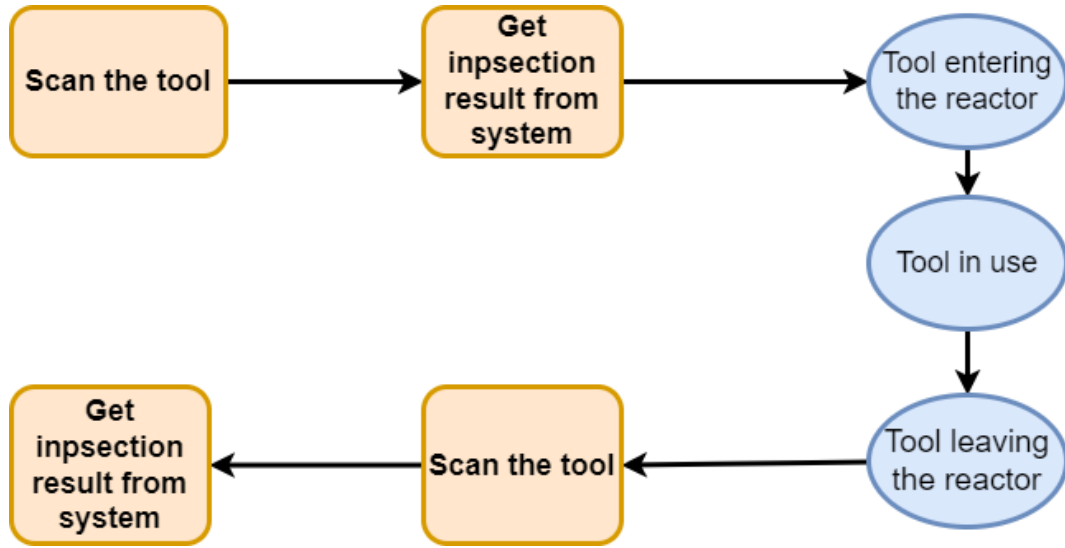 Scan the tool
Get
inpsection
result from
system
Tool entering
the reactor
Tool in use
Tool leaving
the reactor
Scan the tool
Get
inpsection
result from
system